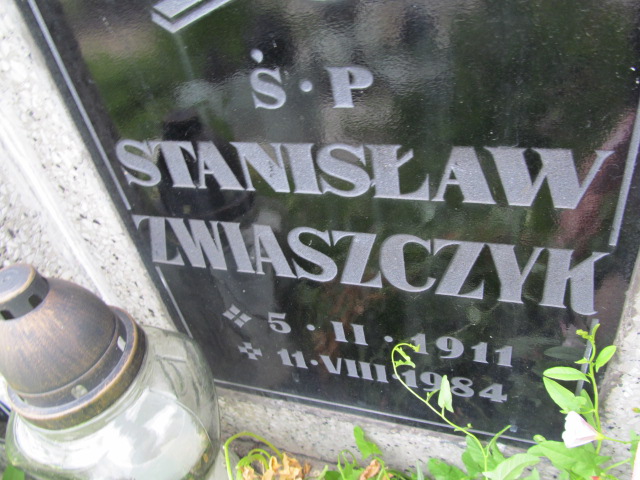 Ś·P
STANISŁAW
ZWIASZCZYK
5·II·1911
11·VIII·1984